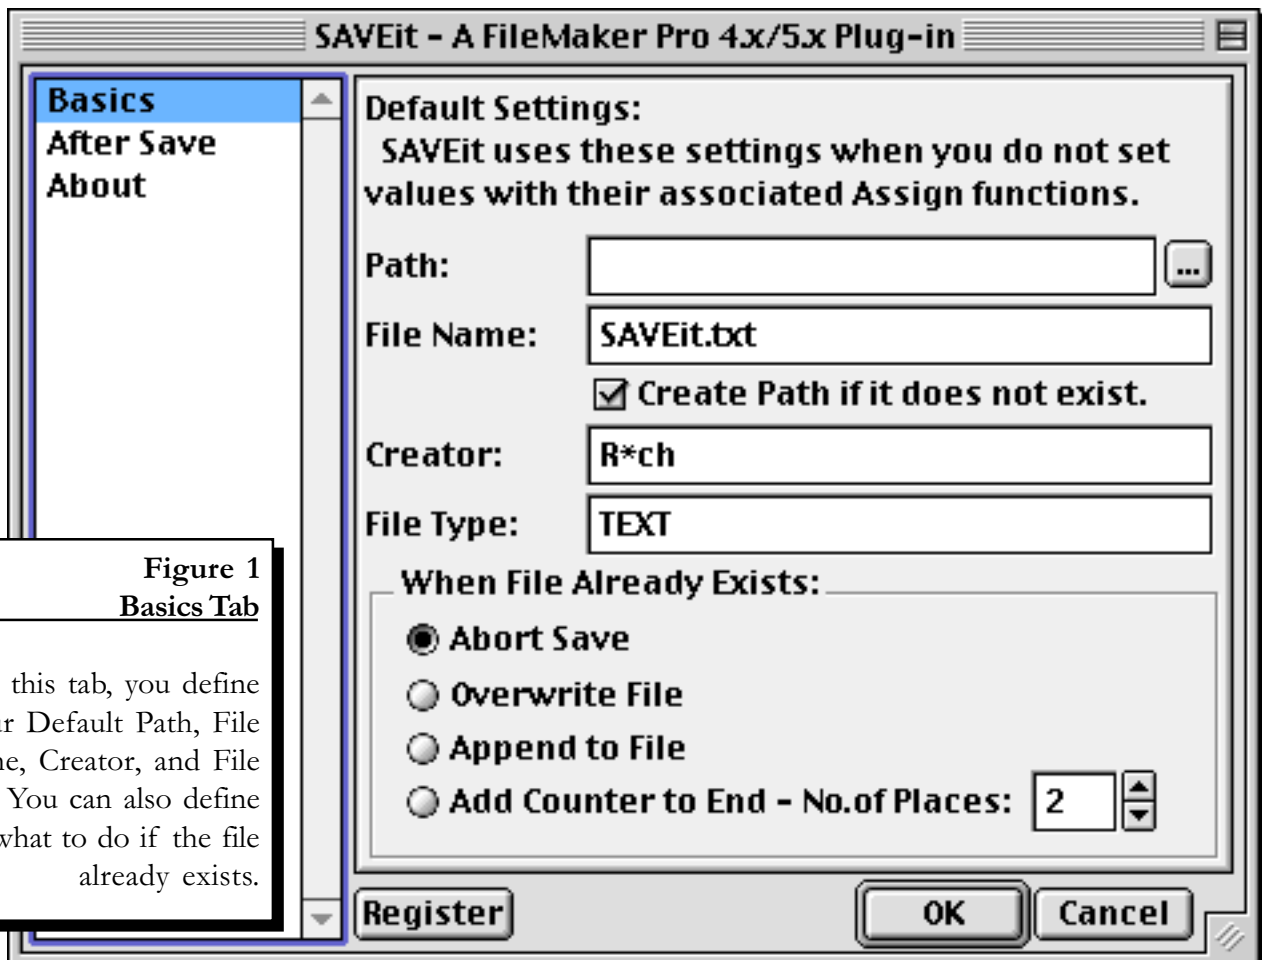 SAVEit - A FileMaker Pro 4.x/5.x Plug-in
Basics
After Save
About
Default Settings:
SAVEit uses these settings when you do not set
values with their associated Assign functions.
Path:
...
File Name:
SAVEit.txt
Create Path if it does not exist.
Creator:
R*ch
File Type:
TEXT
When File Already Exists:
Abort Save
Overwrite File
Append to File
Add Counter to End - No.of Places:
2
Register
OK
Cancel
Figure 1
Basics Tab
this tab, you define
Default Path, File
Creator, and File
You can also define
what to do if the file
already exists.